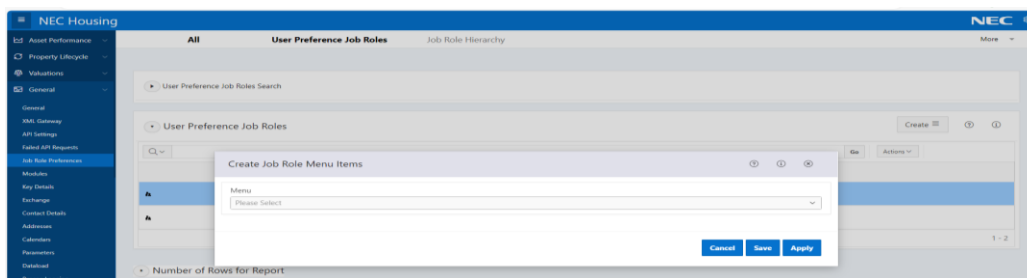 NEC Housing
NEC
Asset Performance
All
User Preference Job Roles
Job Role Hierarchy
More
Property Lifecycle
Valuations
General
User Preference Job Roles Search
General
XML Gateway
API Settings
User Preference Job Roles
Create
Failed API Requests
Go
Actions
Job Role Preferences
Create Job Role Menu Items
Modules
Key Details
Menu
Exchange
Please Select
Contact Details
Addresses
Calendars
1 - 2
Cancel
Save
Apply
Parameters
Dataload
Number of Rows for Report